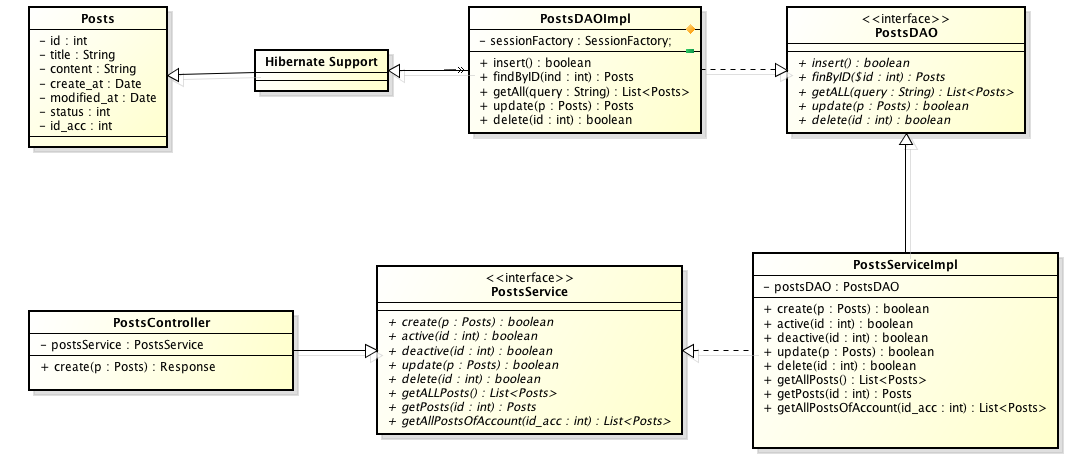 Posts
– id : int
– title : String
– content : String
– create_at : Date
– modified_at : Date
– status : int
– id_acc : int
Hibernate Support
PostsDAOImpl
– sessionFactory : SessionFactory;
+ insert() : boolean
+ findByID(ind : int) : Posts
+ getAll(query : String) : List<Posts>
+ update(p : Posts) : Posts
+ delete(id : int) : boolean
<<interface>>
PostsDAO
+ insert() : boolean
+ finByID($id : int) : Posts
+ getALL(query : String) : List<Posts>
+ update(p : Posts) : boolean
+ delete(id : int) : boolean
PostsController
– postsService : PostsService
+ create(p : Posts) : Response
<<interface>>
PostsService
+ create(p : Posts) : boolean
+ active(id : int) : boolean
+ deactive(id : int) : boolean
+ update(p : Posts) : boolean
+ delete(id : int) : boolean
+ getALLPosts() : List<Posts>
+ getPosts(id : int) : Posts
+ getAllPostsOfAccount(id_acc : int) : List<Posts>
PostsServiceImpl
– postsDAO : PostsDAO
+ create(p : Posts) : boolean
+ active(id : int) : boolean
+ deactive(id : int) : boolean
+ update(p : Posts) : boolean
+ delete(id : int) : boolean
+ getAllPosts() : List<Posts>
+ getPosts(id : int) : Posts
+ getAllPostsOfAccount(id_acc : int) : List<Posts>